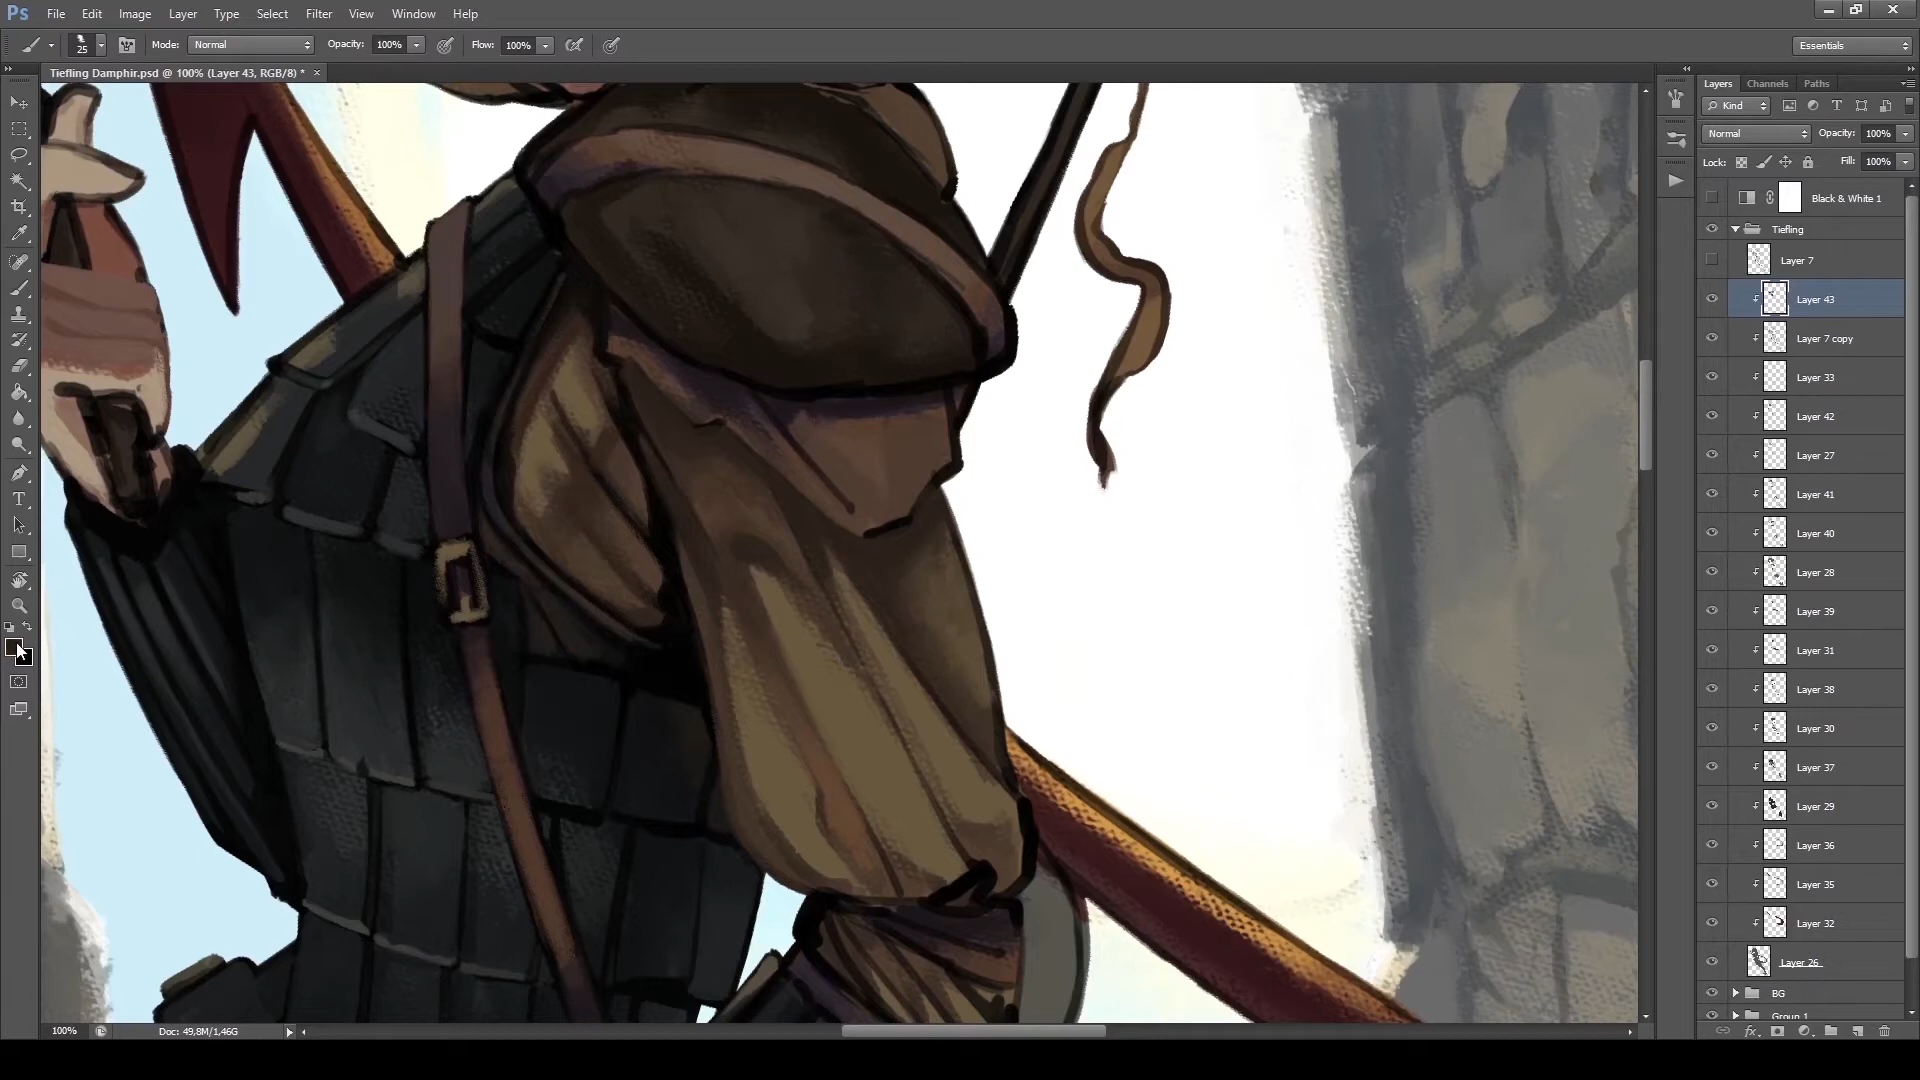 Ps File Edit Image Layer Type Select Filter View Window Help
25 Mode: Normal Opacity: 100% Flow: 100% Essentials
Tiefling Damphir.psd @ 100% (Layer 43, RGB/8) * ×
Layers Channels Paths
Kind
Normal Opacity: 100%
Lock: Fill: 100%
Black & White 1
Tiefling
Layer 7
Layer 43
Layer 7 copy
Layer 33
Layer 42
Layer 27
Layer 41
Layer 40
Layer 28
Layer 39
Layer 31
Layer 38
Layer 30
Layer 37
Layer 29
Layer 36
Layer 35
Layer 32
Layer 26
BG
Group 1
100% Doc: 49,8M/1,46G